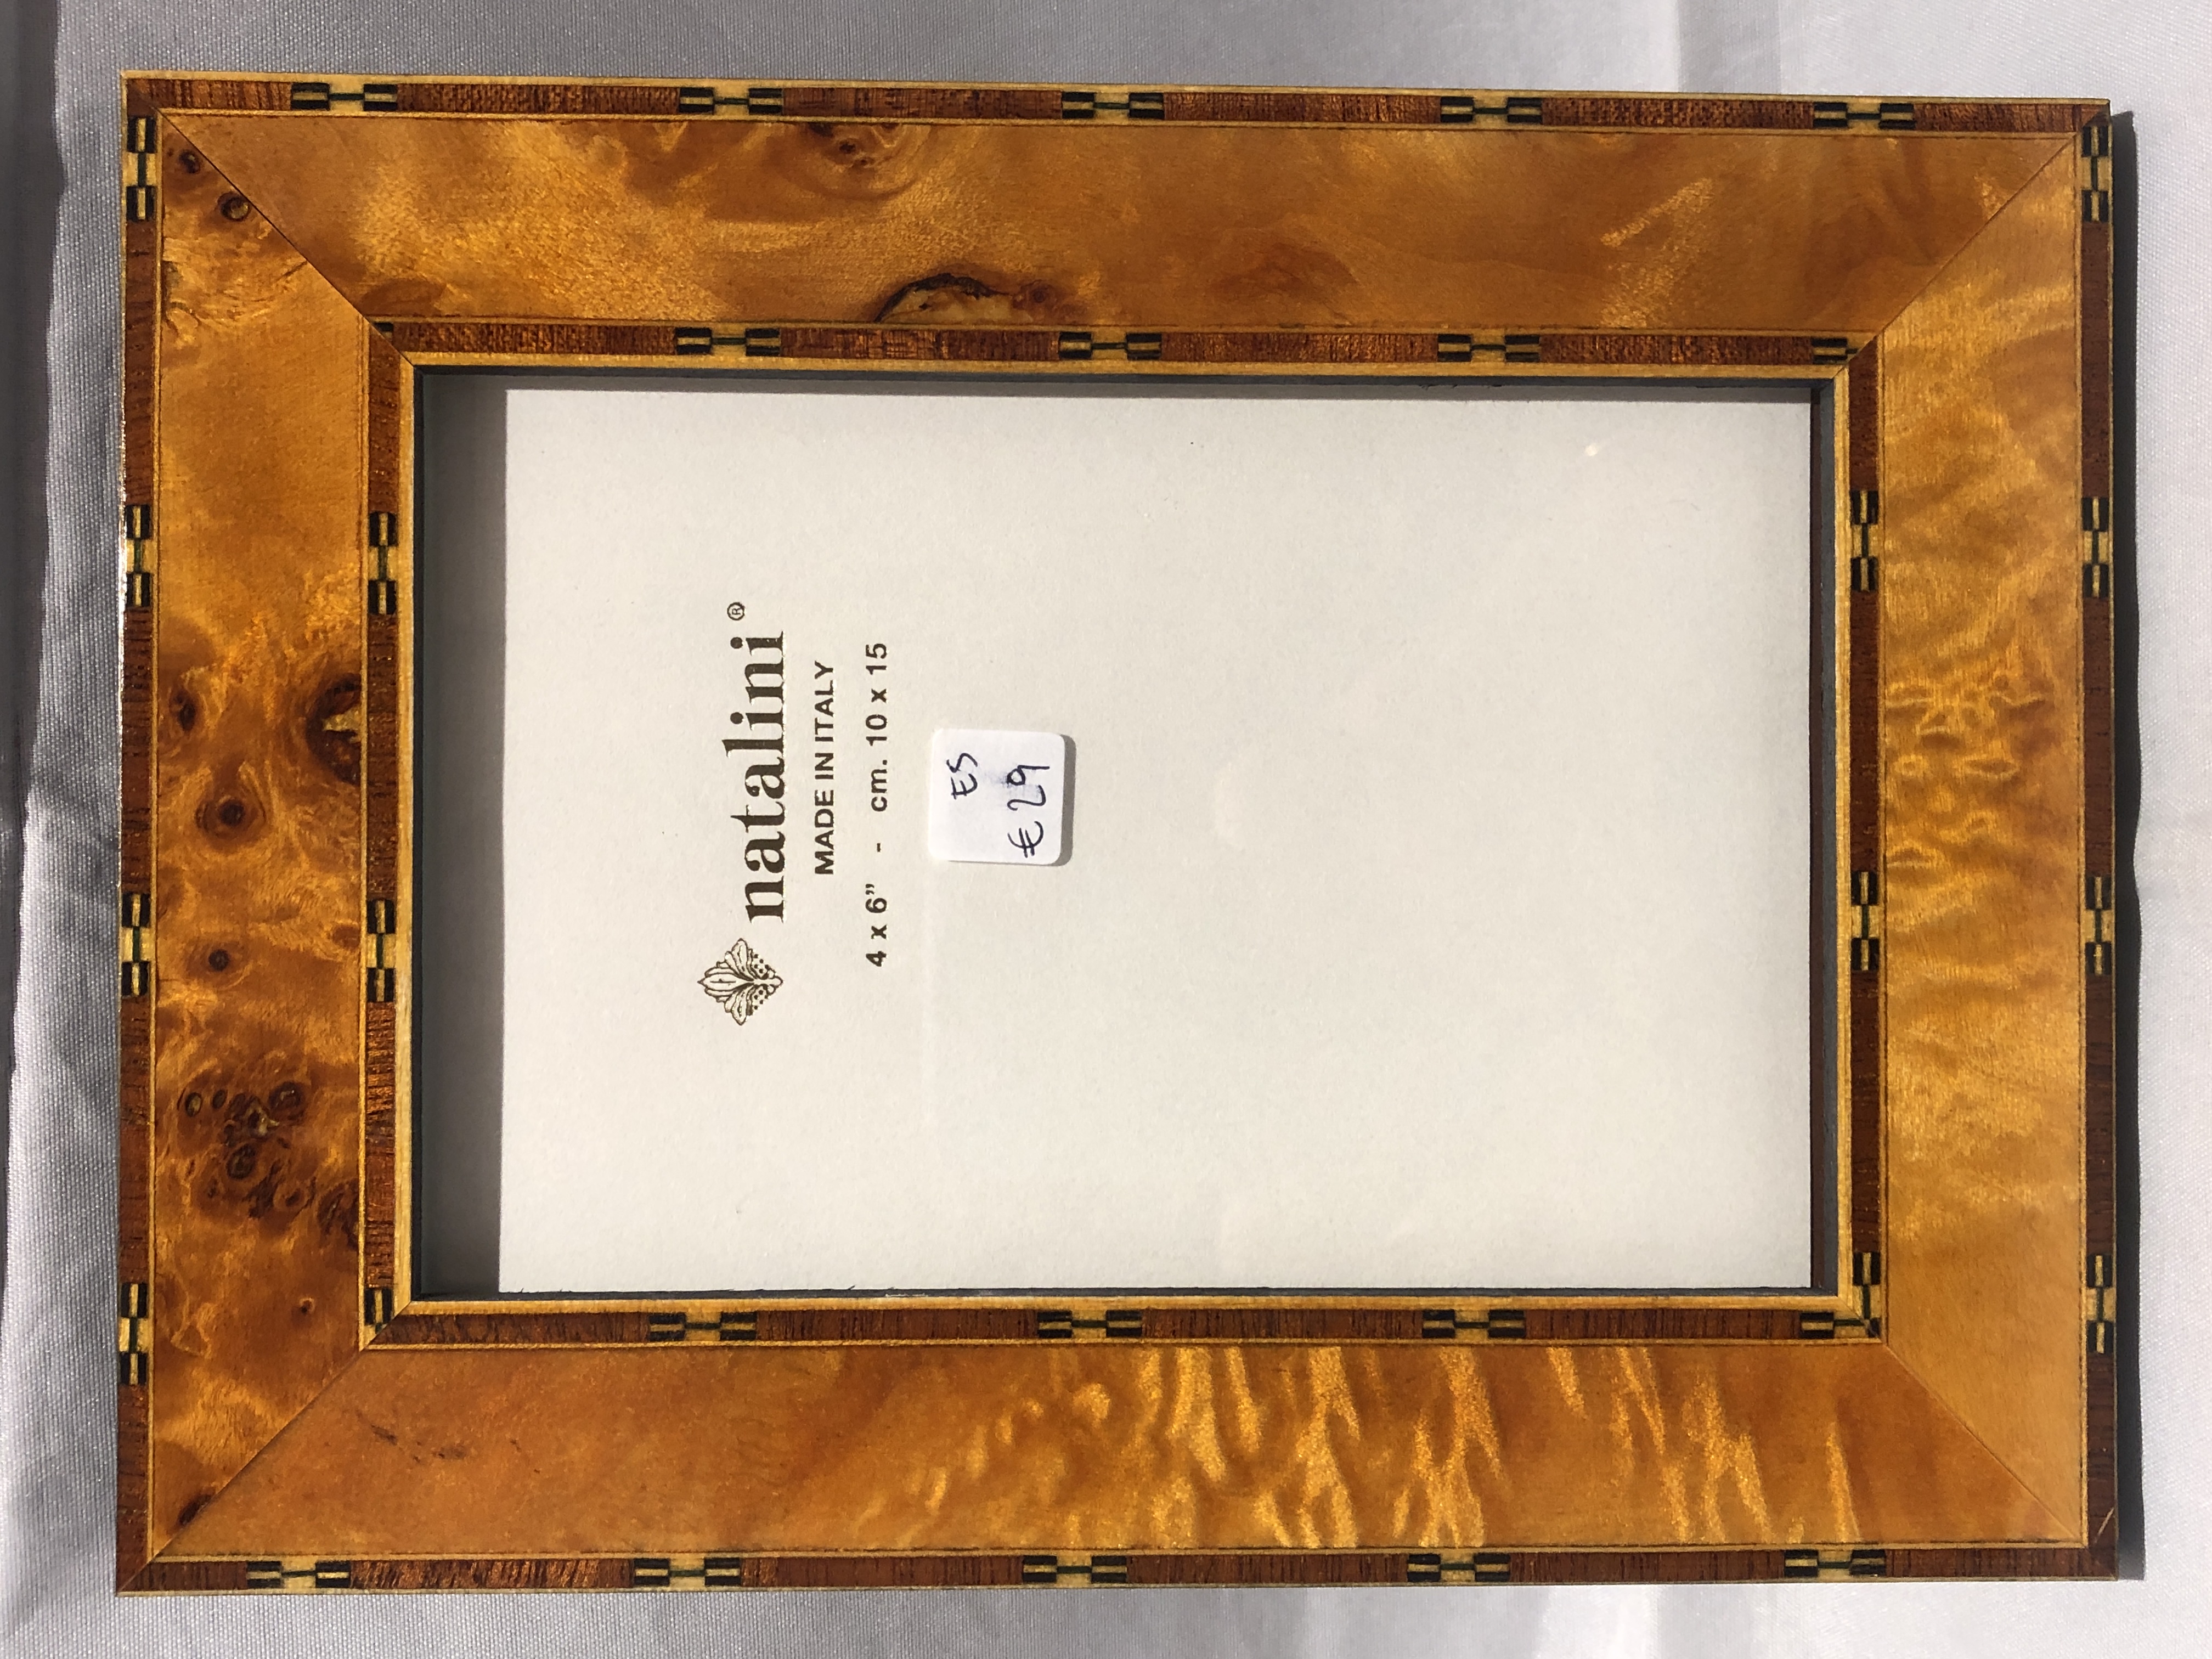 natalini®
MADE IN ITALY
4 x 6” - cm. 10 x 15
ES
€ 29